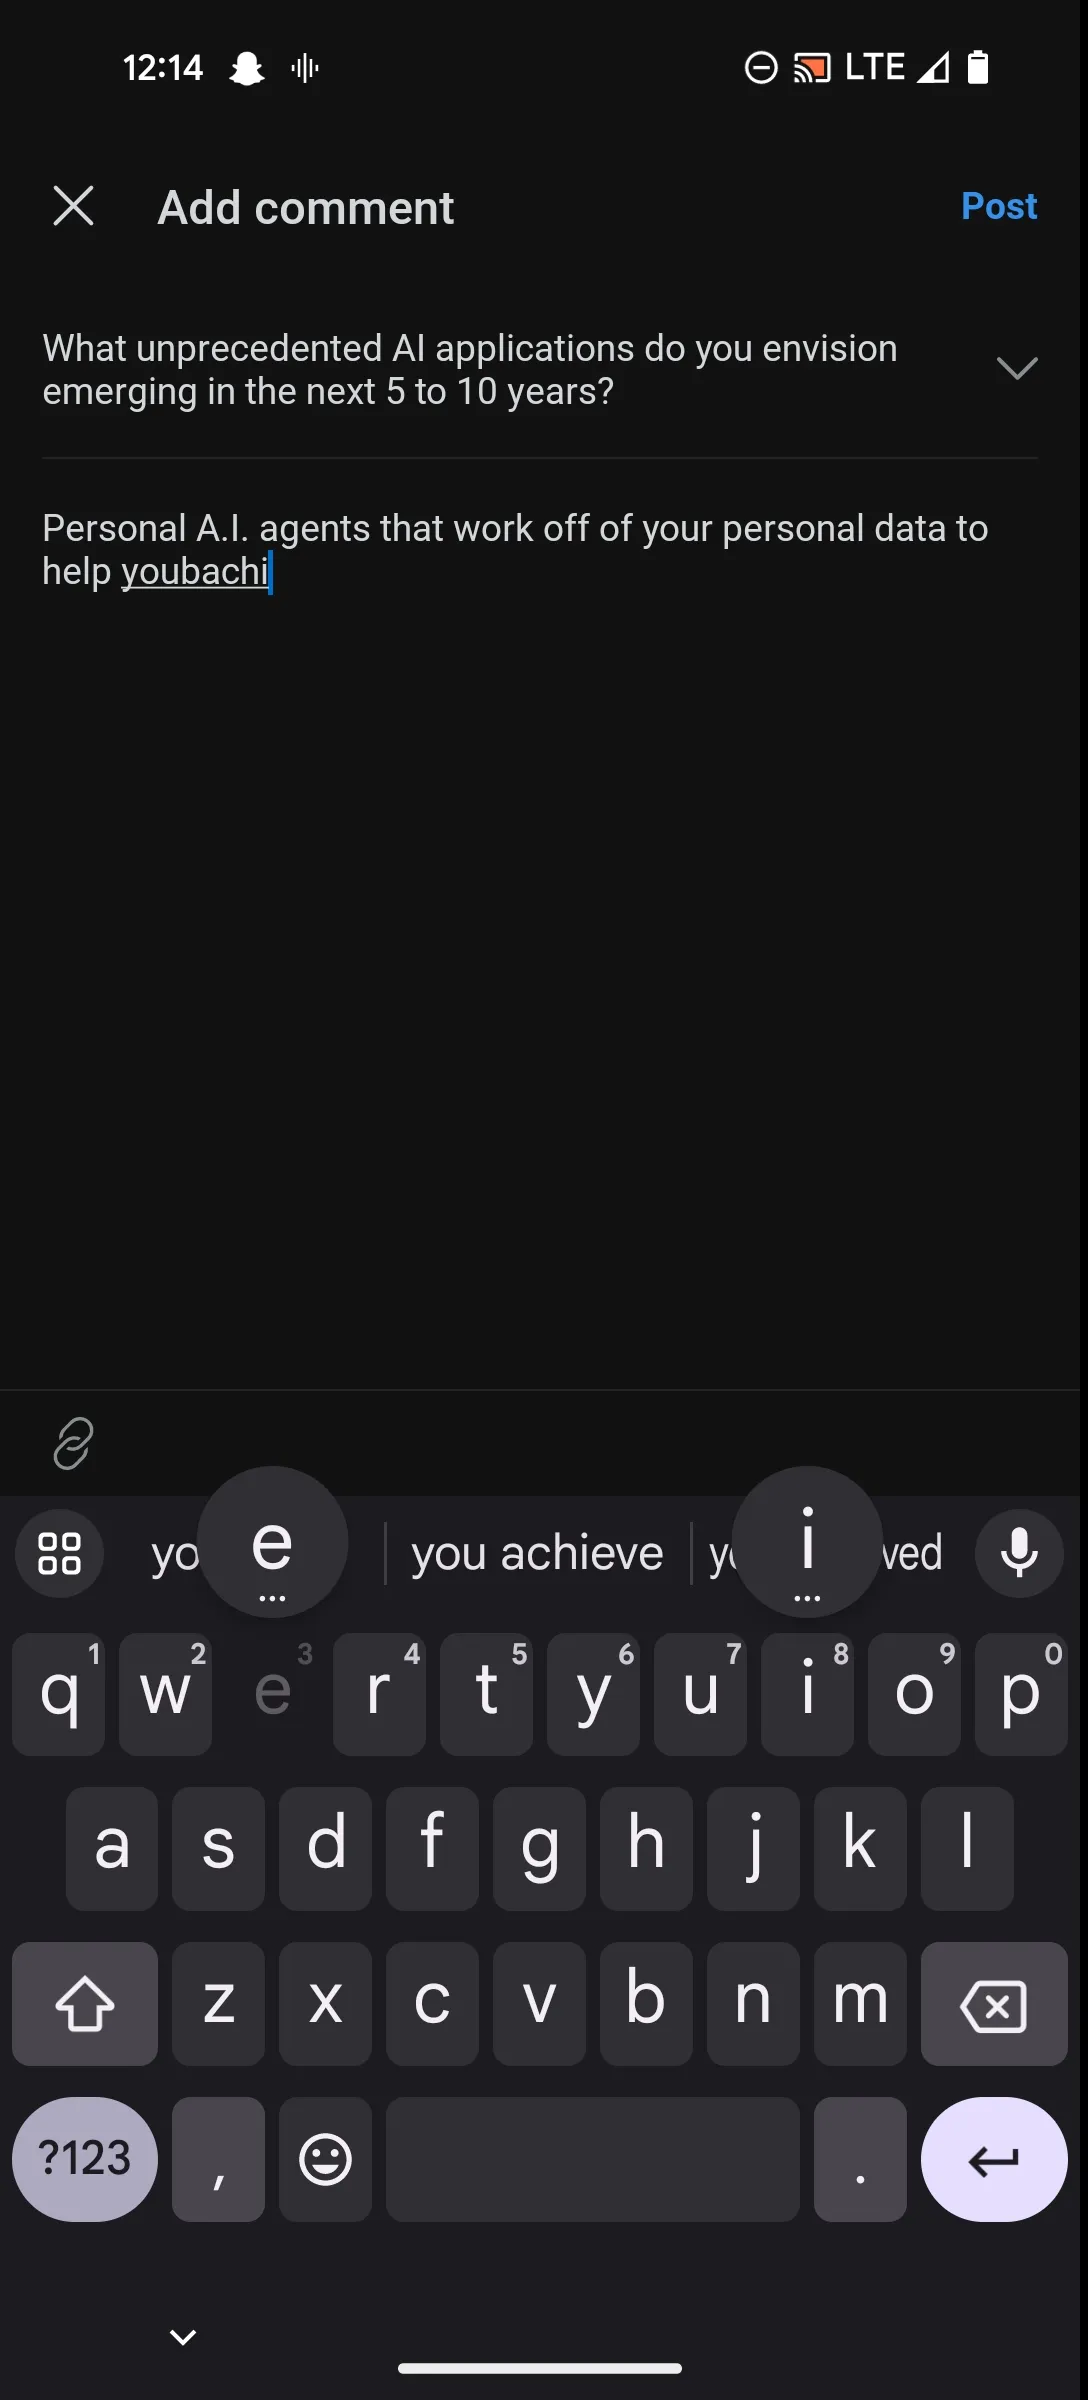 12:14 LTE
Add comment Post
What unprecedented AI applications do you envision
emerging in the next 5 to 10 years?
Personal A.I. agents that work off of your personal data to
help youbachi
e you achieve i
q 1 w 2 e 3 r 4 t 5 y 6 u 7 i 8 o 9 p 0
a s d f g h j k l
z x c v b n m
?123 , .